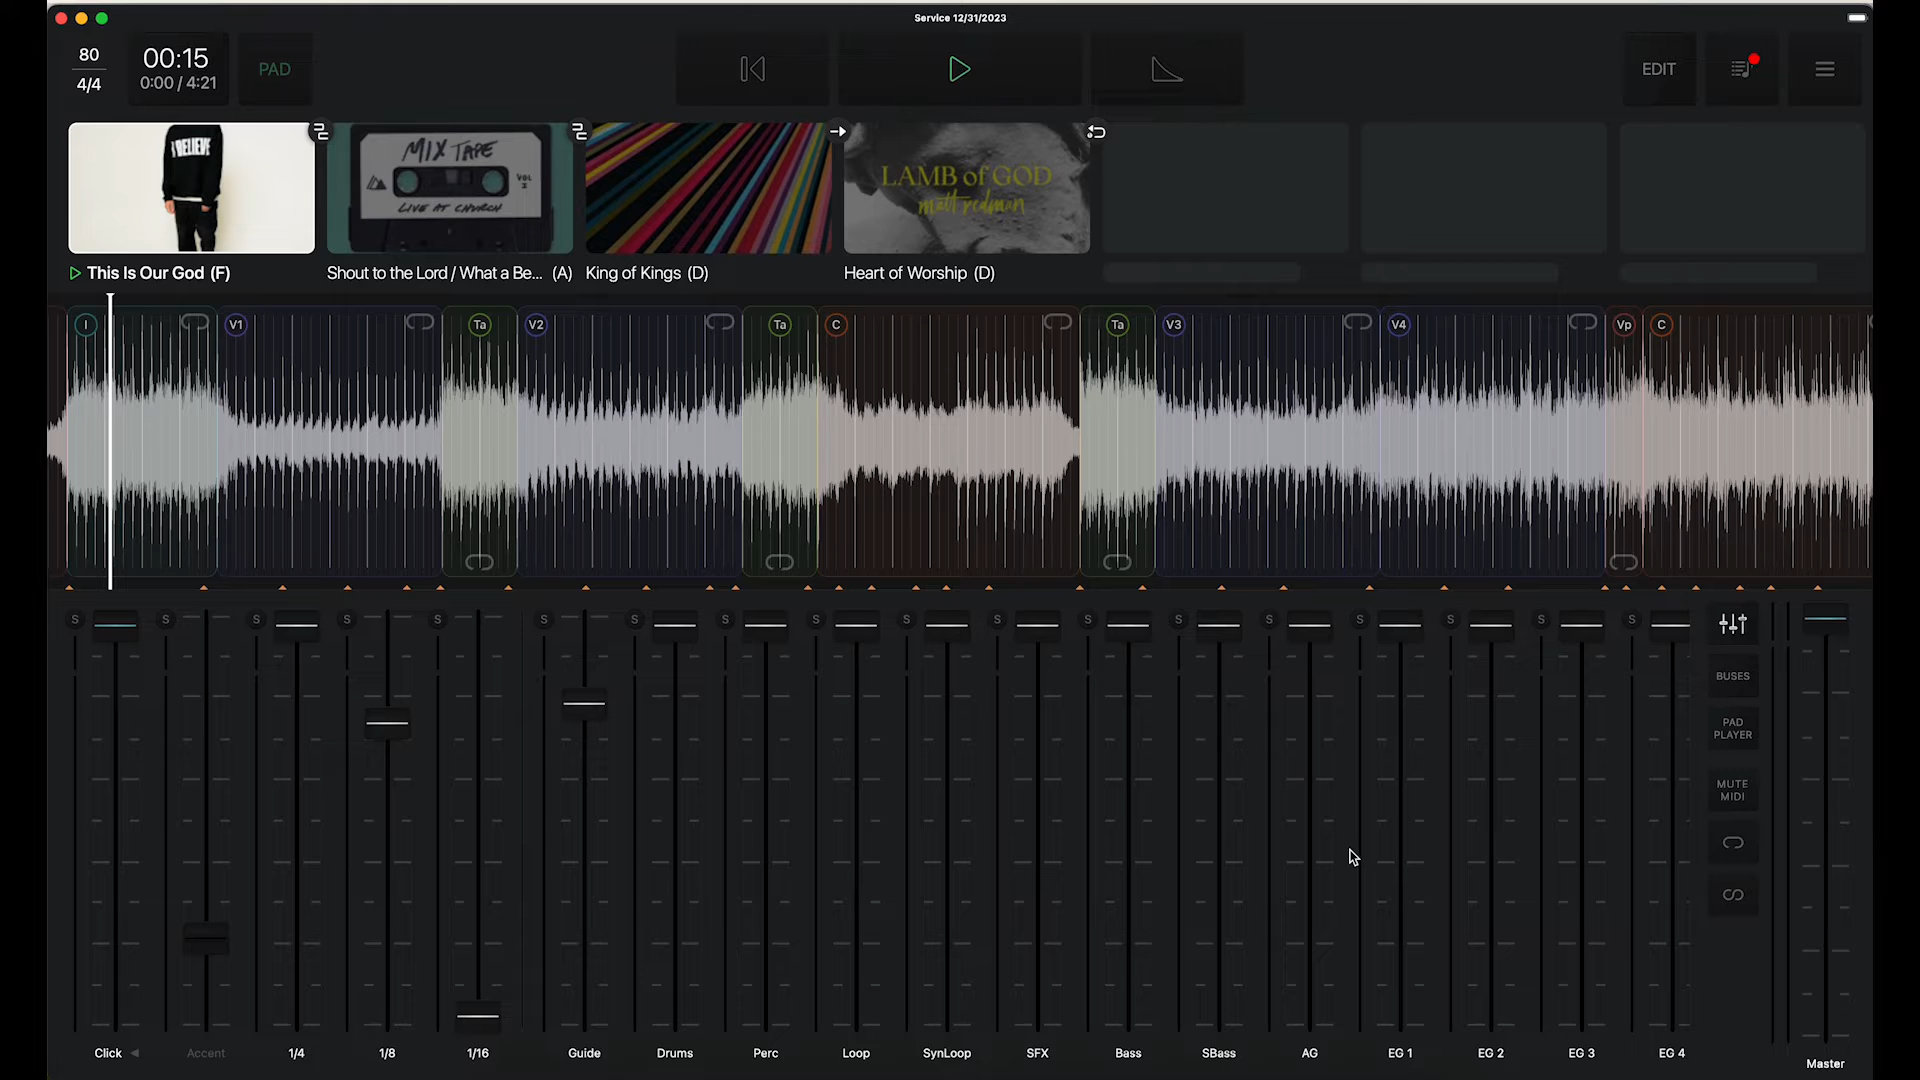 Service 12/31/2023
80
4/4
00:15
0:00 / 4:21
PAD
EDIT
I BELIEVE
MIX TAPE
VOL
2
LIVE AT CHURCH
LAMB of GOD
matt redman
This Is Our God (F)
Shout to the Lord / What a Be... (A)
King of Kings (D)
Heart of Worship (D)
I
V1
Ta
V2
Ta
C
Ta
V3
V4
Vp
C
S S S S S S S S S S S S S S S S S S
BUSES
PAD
PLAYER
MUTE
MIDI
Click
Accent
1/4
1/8
1/16
Guide
Drums
Perc
Loop
SynLoop
SFX
Bass
SBass
AG
EG 1
EG 2
EG 3
EG 4
Master